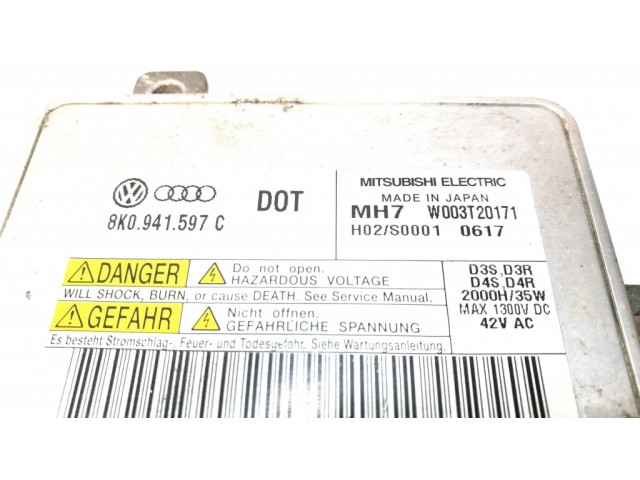 8K0.941.597 C
DOT
MITSUBISHI ELECTRIC
MADE IN JAPAN
MH7 W003T20171
H02/S0001 0617
DANGER Do not open.
HAZARDOUS VOLTAGE
WILL SHOCK, BURN, or cause DEATH. See Service Manual.
GEFAHR Nicht öffnen.
GEFÄHRLICHE SPANNUNG
Es besteht Stromschlag-, Feuer- und Todesgefahr. Siehe Wartungsanleitung.
D3S,D3R
D4S,D4R
2000H/35W
MAX 1300V DC
42V AC